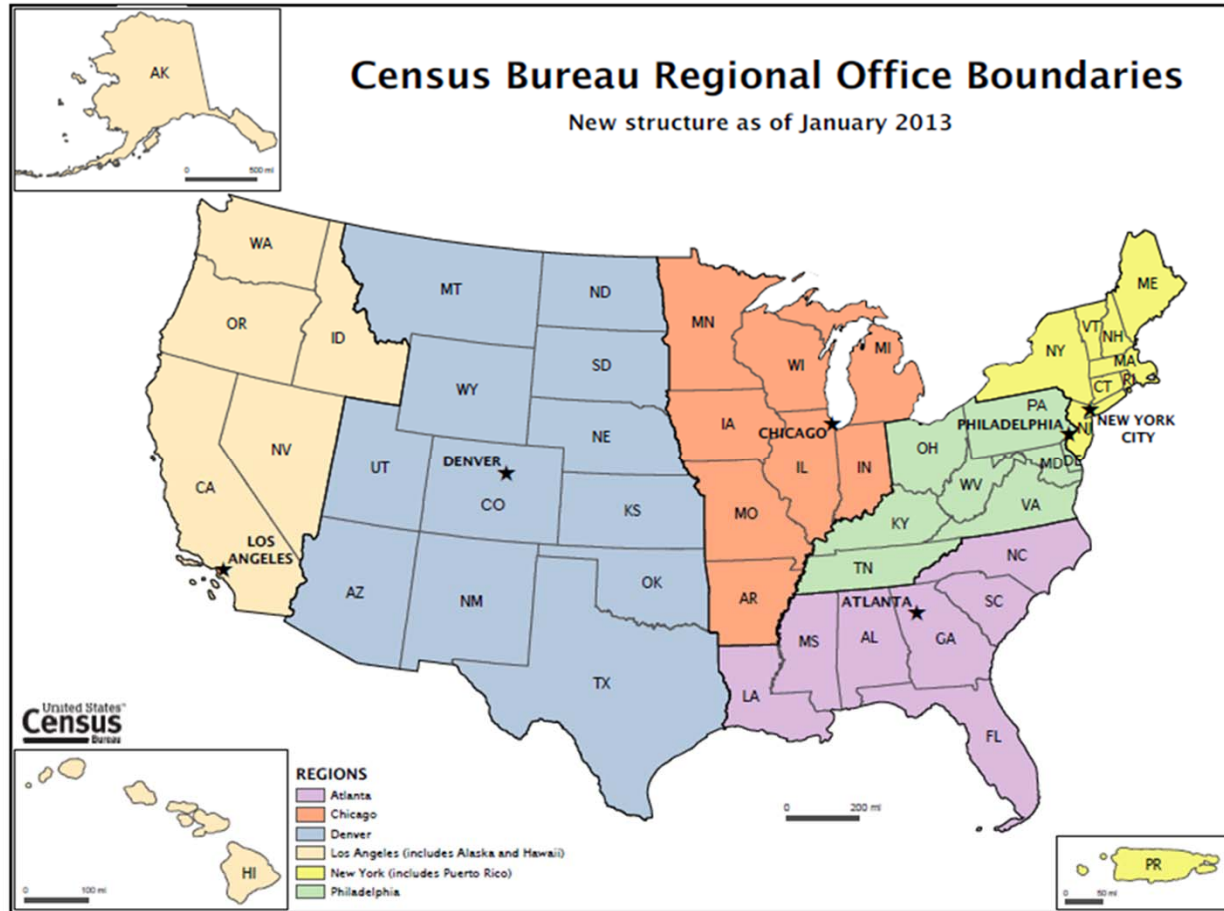 Census Bureau Regional Office Boundaries
New structure as of January 2013
AK
0 500 mi
WA
MT
ND
MN
ME
OR
ID
WY
SD
WI
MI
NY
VT
NH
MA
CT
RI
NV
UT
NE
IA
CHICAGO
PA
PHILADELPHIA
NJ
NEW YORK
CITY
CA
DENVER
CO
KS
IL
IN
OH
MD
DE
WV
VA
MO
KY
LOS
ANGELES
AZ
NM
OK
AR
TN
NC
ATLANTA
SC
MS
AL
GA
TX
LA
FL
United States®
Census
Bureau
HI
0 100 mi
REGIONS
Atlanta
Chicago
Denver
Los Angeles (includes Alaska and Hawaii)
New York (includes Puerto Rico)
Philadelphia
0 200 mi
PR
0 50 mi